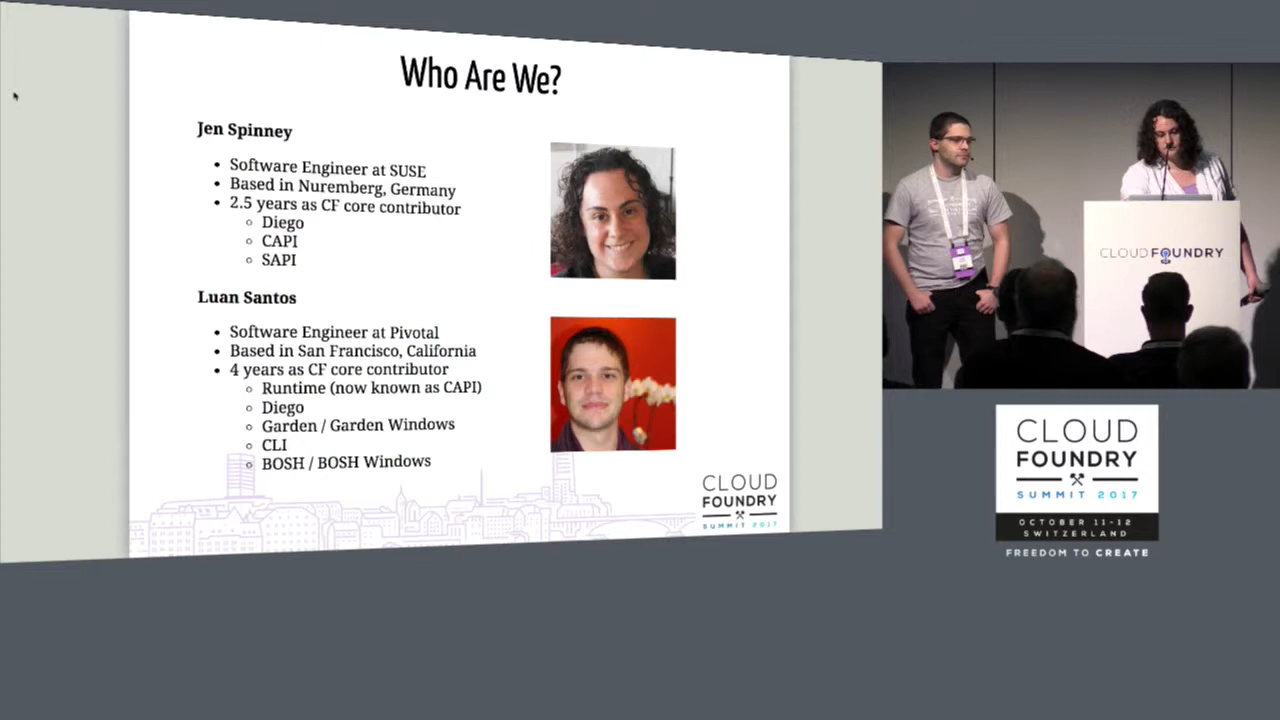 Who Are We?
Jen Spinney
• Software Engineer at SUSE
• Based in Nuremberg, Germany
• 2.5 years as CF core contributor
◦ Diego
◦ CAPI
◦ SAPI
Luan Santos
• Software Engineer at Pivotal
• Based in San Francisco, California
• 4 years as CF core contributor
◦ Runtime (now known as CAPI)
◦ Diego
◦ Garden / Garden Windows
◦ CLI
◦ BOSH / BOSH Windows
CLOUD
FOUNDRY
SUMMIT 2017
CLOUD FOUNDRY
CLOUD
FOUNDRY
SUMMIT 2017
OCTOBER 11-12
SWITZERLAND
FREEDOM TO CREATE